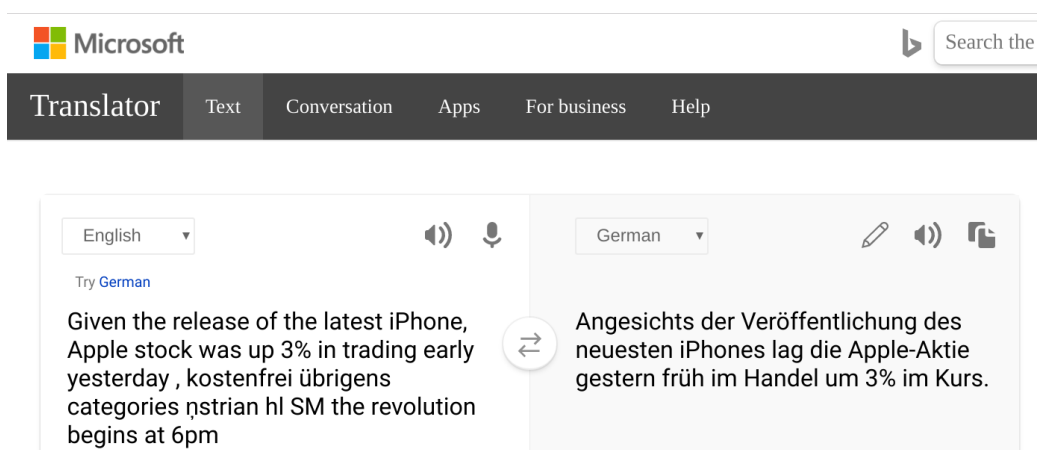 Microsoft
Search the
Translator Text Conversation Apps For business Help
English
German
Try German
Given the release of the latest iPhone,
Apple stock was up 3% in trading early
yesterday , kostenfrei übrigens
categories ņstrian hl SM the revolution
begins at 6pm
Angesichts der Veröffentlichung des
neuesten iPhones lag die Apple-Aktie
gestern früh im Handel um 3% im Kurs.